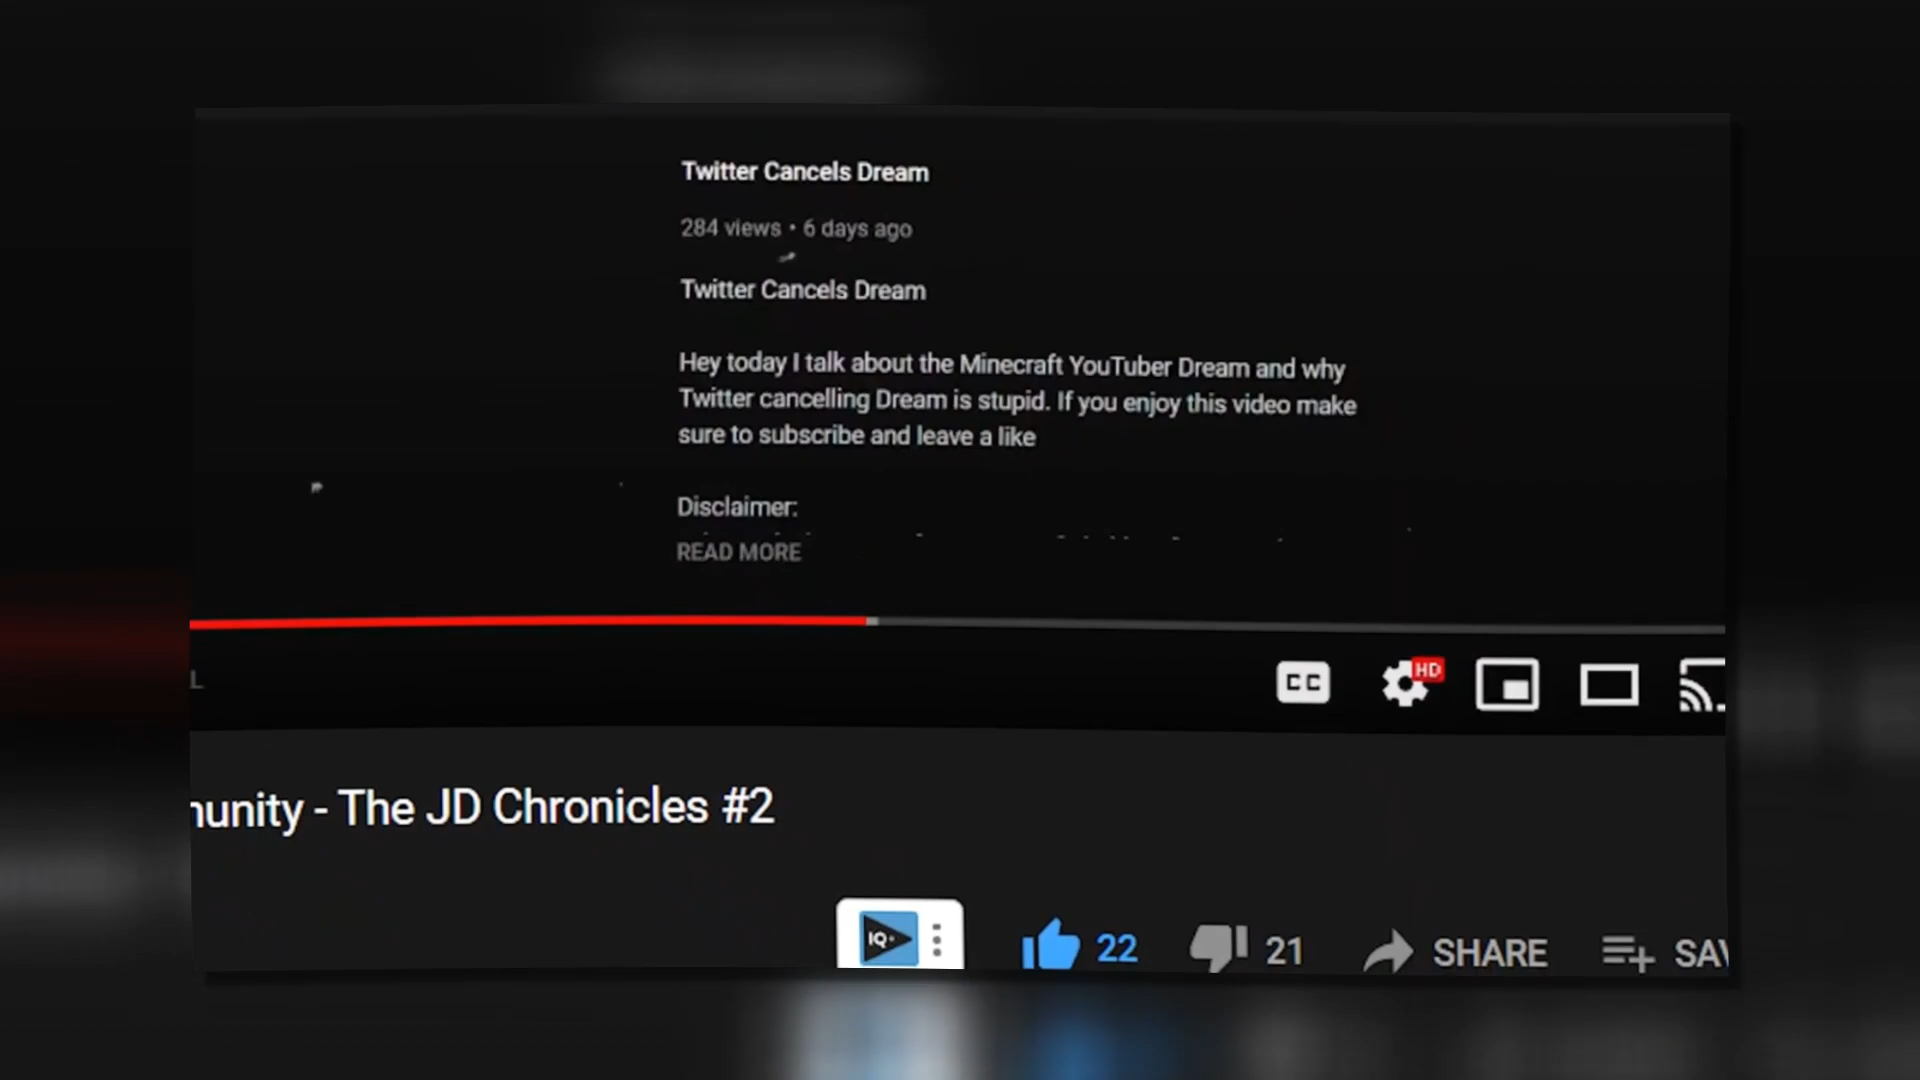 Twitter Cancels Dream
284 views • 6 days ago
Twitter Cancels Dream
Hey today I talk about the Minecraft YouTuber Dream and why
Twitter cancelling Dream is stupid. If you enjoy this video make
sure to subscribe and leave a like
Disclaimer:
READ MORE
CC HD
- The JD Chronicles #2
IQ 22 21 SHARE